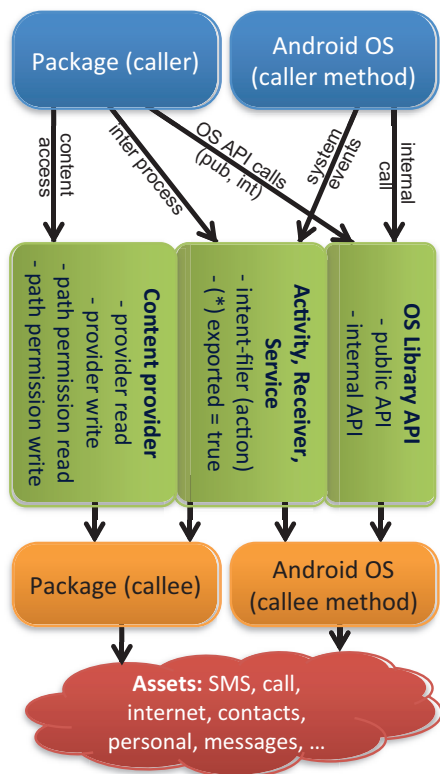 Package (caller)
Android OS
(caller method)
content
access
inter process
OS API calls
(pub, int)
system
events
internal
call
Content provider
- provider read
- provider write
- path permission read
- path permission write
Activity, Receiver,
Service
- intent-filer (action)
- (*) exported = true
OS Library API
- public API
- internal API
Package (callee)
Android OS
(callee method)
Assets: SMS, call,
internet, contacts,
personal, messages, ...